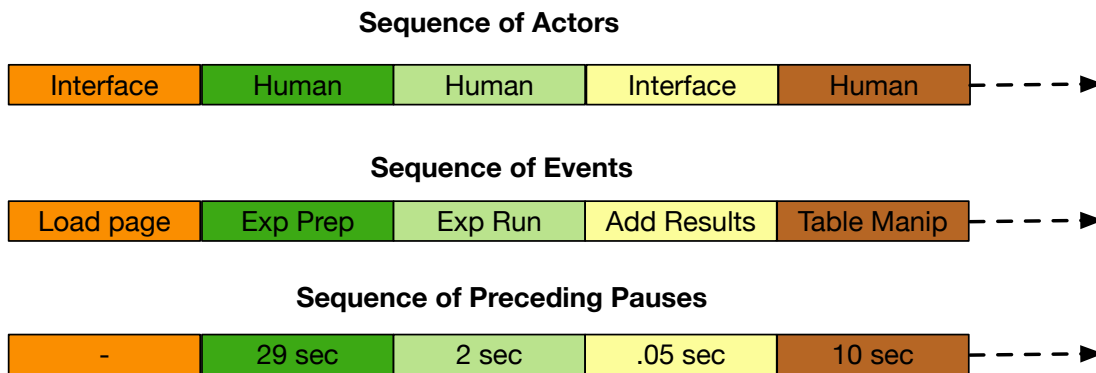 Sequence of Actors
Interface Human Human Interface Human
Sequence of Events
Load page Exp Prep Exp Run Add Results Table Manip
Sequence of Preceding Pauses
- 29 sec 2 sec .05 sec 10 sec